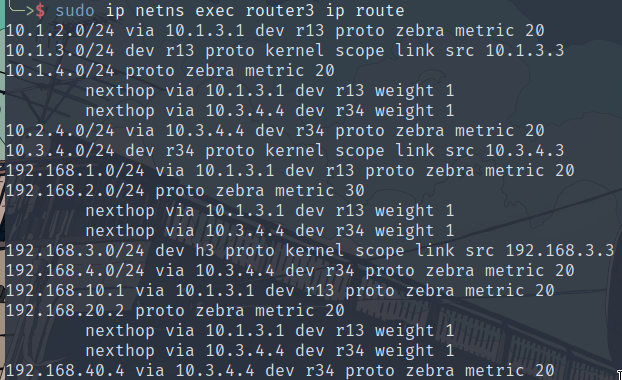 ╰─>$ sudo ip netns exec router3 ip route
10.1.2.0/24 via 10.1.3.1 dev r13 proto zebra metric 20
10.1.3.0/24 dev r13 proto kernel scope link src 10.1.3.3
10.1.4.0/24 proto zebra metric 20
        nexthop via 10.1.3.1 dev r13 weight 1
        nexthop via 10.3.4.4 dev r34 weight 1
10.2.4.0/24 via 10.3.4.4 dev r34 proto zebra metric 20
10.3.4.0/24 dev r34 proto kernel scope link src 10.3.4.3
192.168.1.0/24 via 10.1.3.1 dev r13 proto zebra metric 20
192.168.2.0/24 proto zebra metric 30
        nexthop via 10.1.3.1 dev r13 weight 1
        nexthop via 10.3.4.4 dev r34 weight 1
192.168.3.0/24 dev h3 proto kernel scope link src 192.168.3.3
192.168.4.0/24 via 10.3.4.4 dev r34 proto zebra metric 20
192.168.10.1 via 10.1.3.1 dev r13 proto zebra metric 20
192.168.20.2 proto zebra metric 20
        nexthop via 10.1.3.1 dev r13 weight 1
        nexthop via 10.3.4.4 dev r34 weight 1
192.168.40.4 via 10.3.4.4 dev r34 proto zebra metric 20